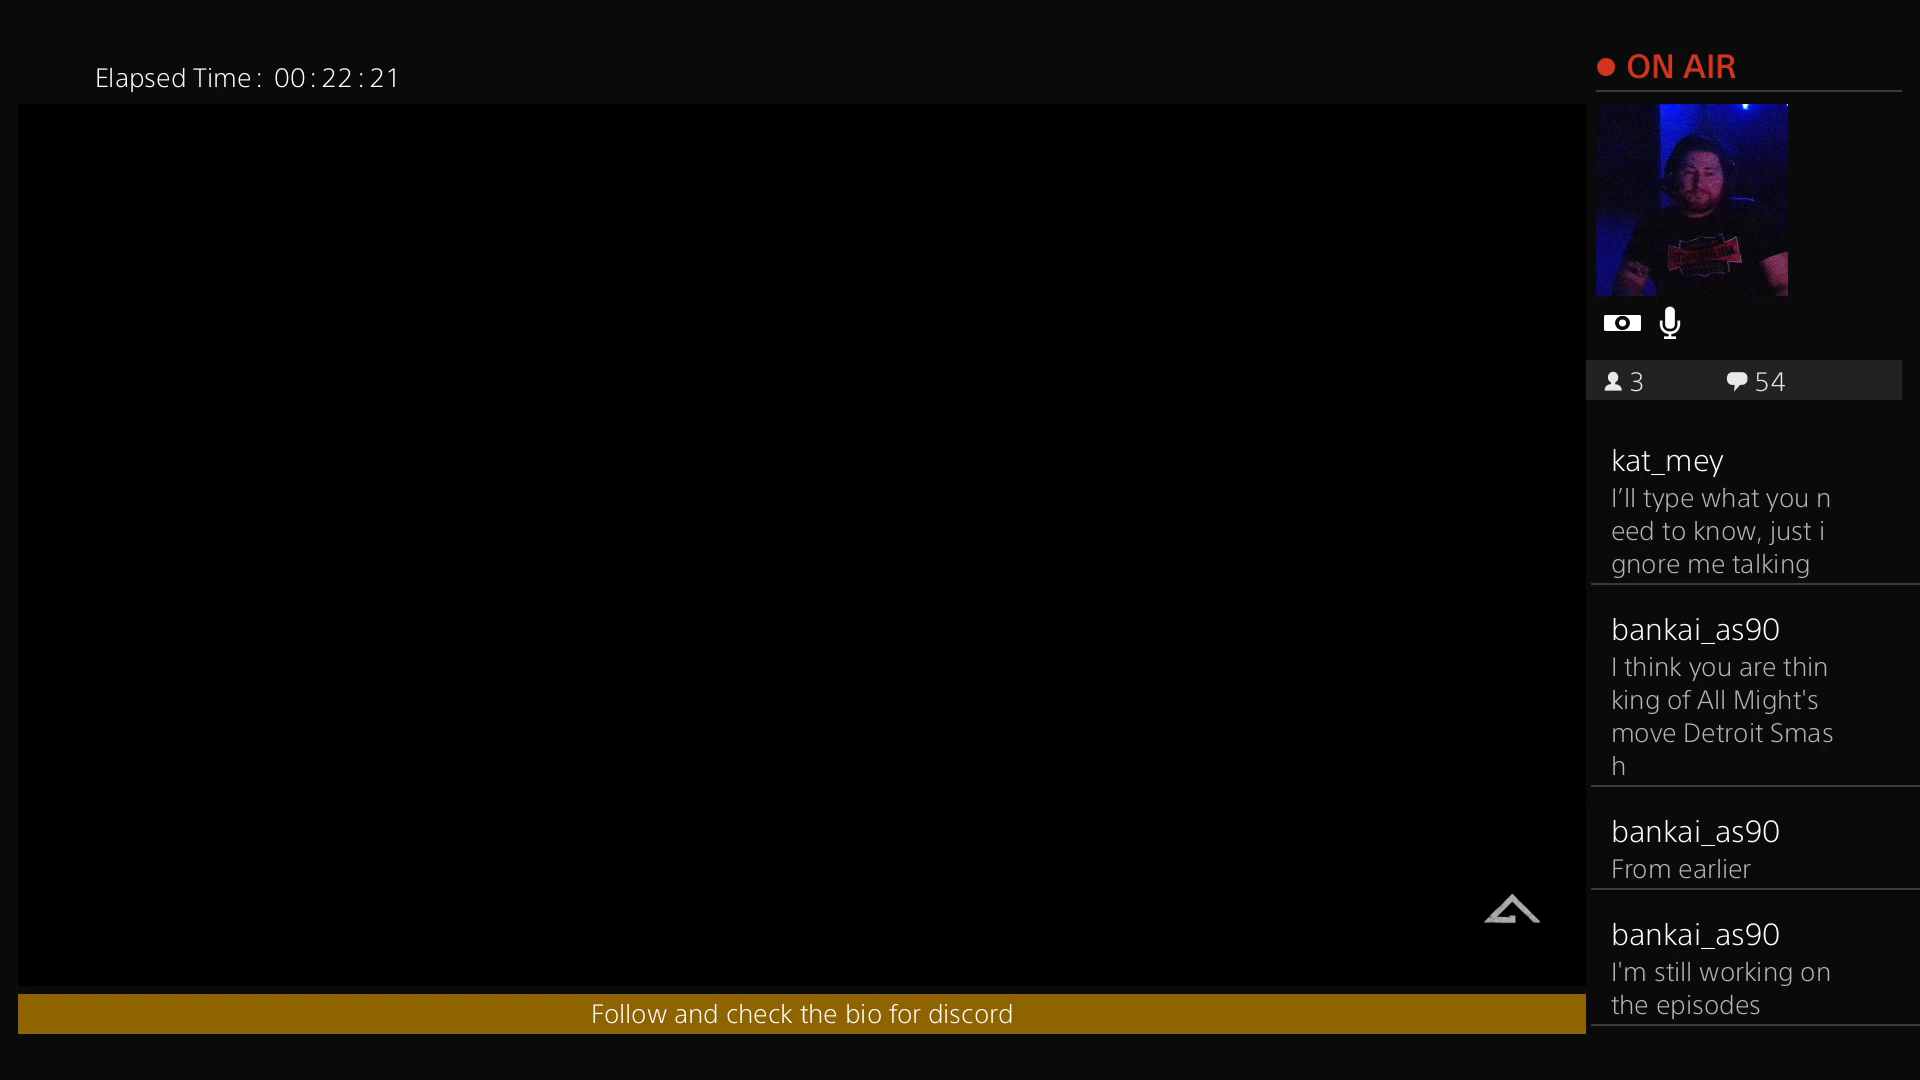 Elapsed Time: 00:22:21
ON AIR
3
54
kat_mey
I’ll type what you n
eed to know, just i
gnore me talking
bankai_as90
I think you are thin
king of All Might's
move Detroit Smas
h
bankai_as90
From earlier
bankai_as90
I'm still working on
the episodes
Follow and check the bio for discord